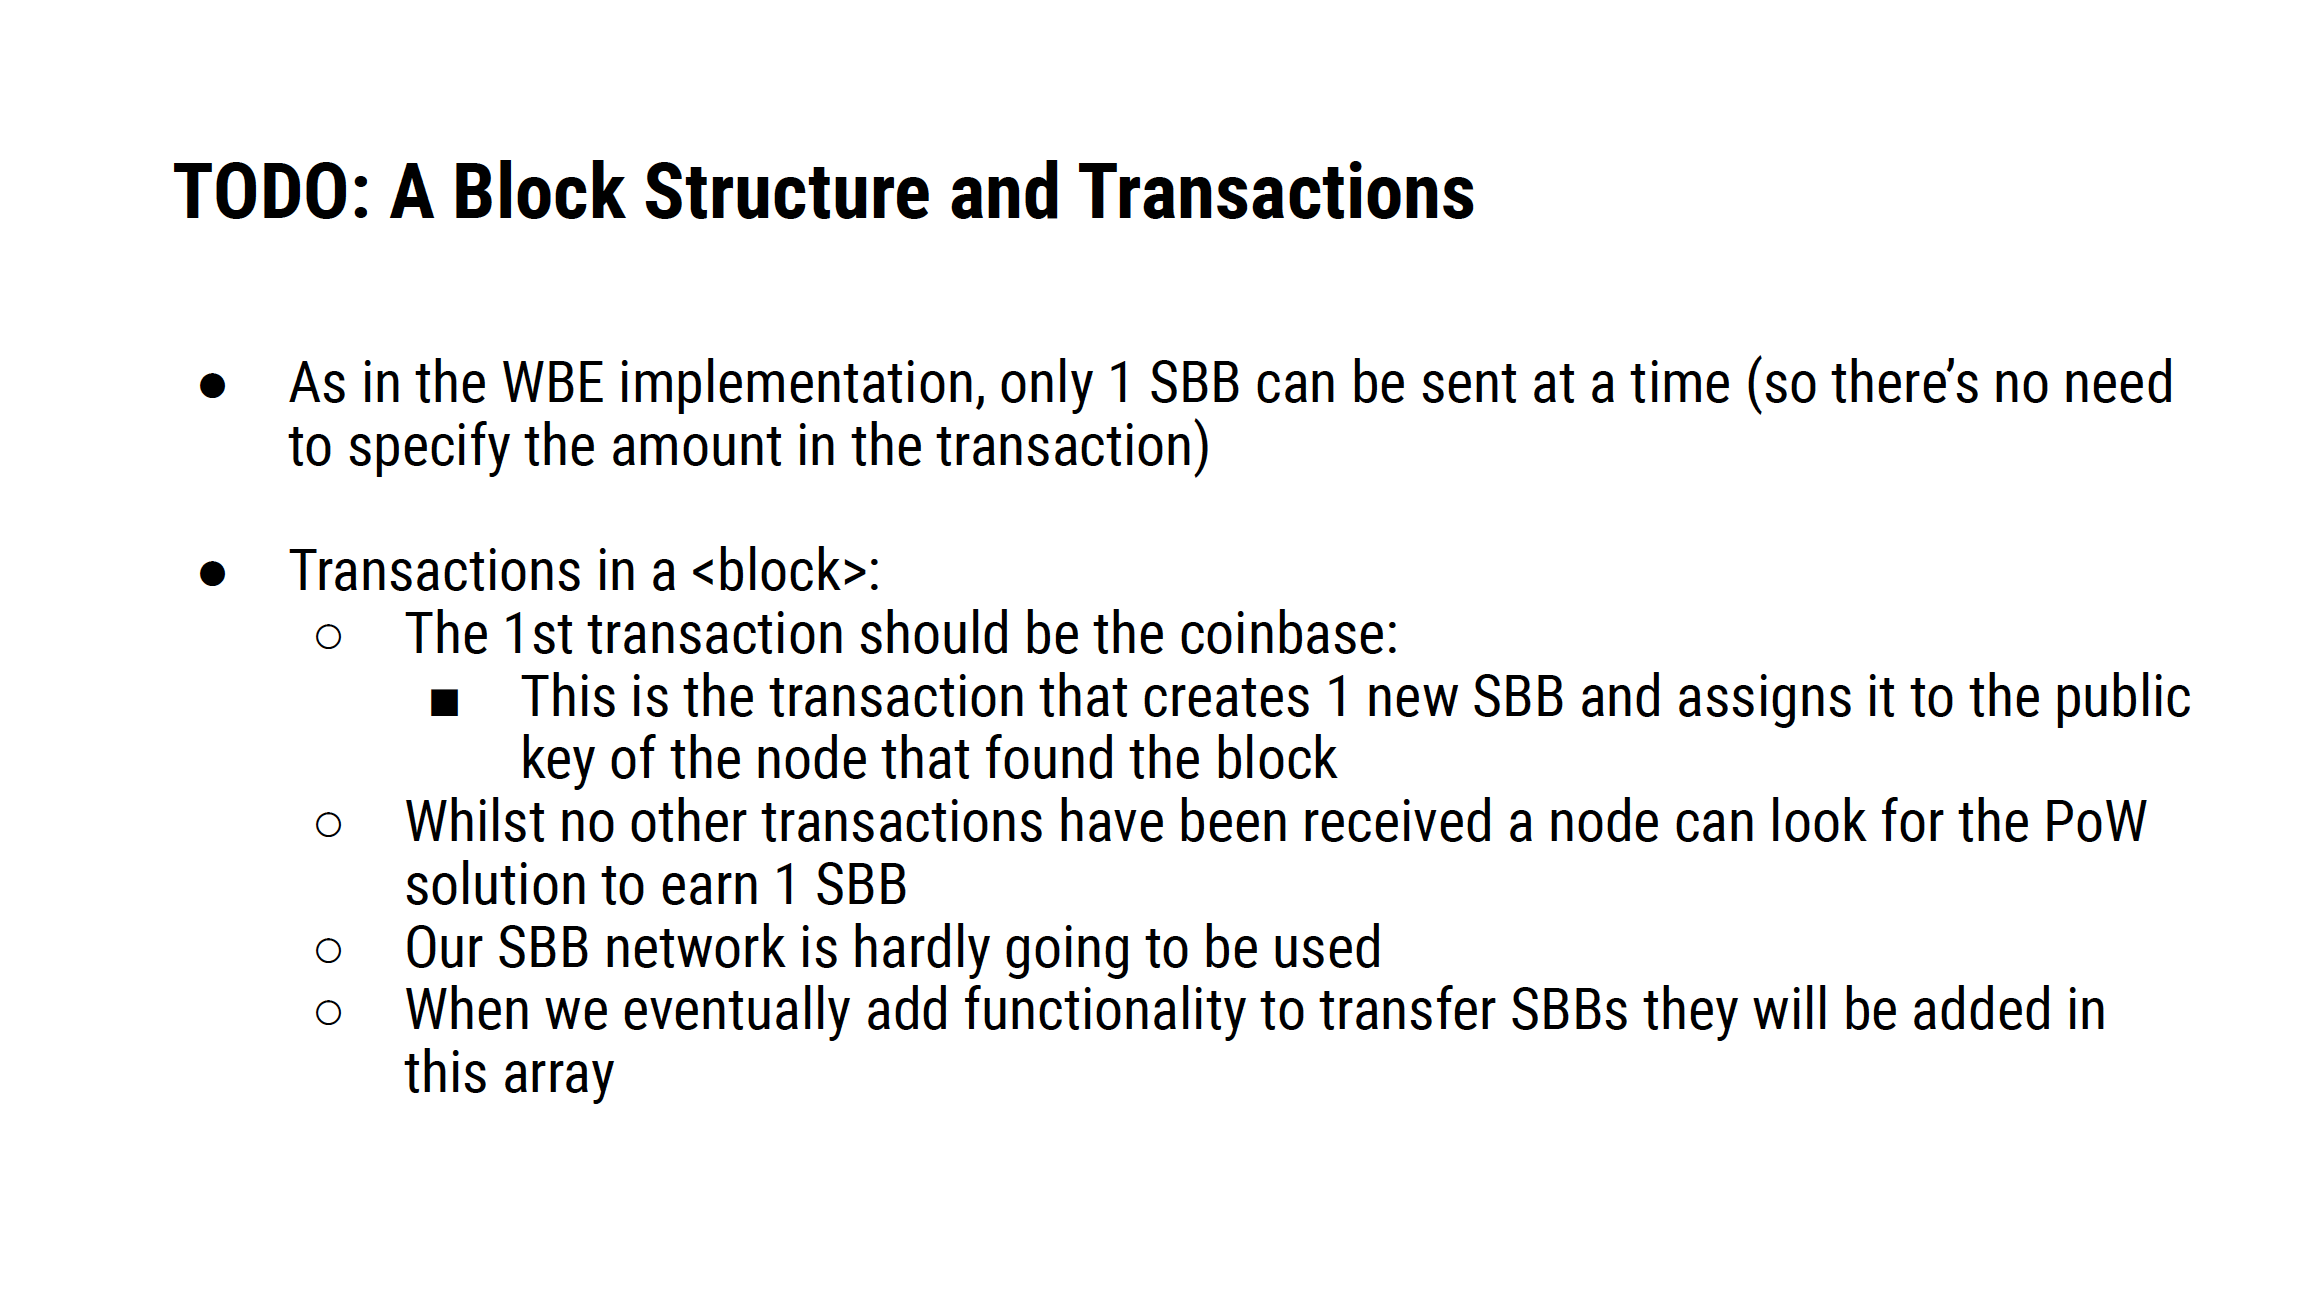 TODO: A Block Structure and Transactions
● As in the WBE implementation, only 1 SBB can be sent at a time (so there’s no need
to specify the amount in the transaction)
● Transactions in a <block>:
○ The 1st transaction should be the coinbase:
■ This is the transaction that creates 1 new SBB and assigns it to the public
key of the node that found the block
○ Whilst no other transactions have been received a node can look for the PoW
solution to earn 1 SBB
○ Our SBB network is hardly going to be used
○ When we eventually add functionality to transfer SBBs they will be added in
this array